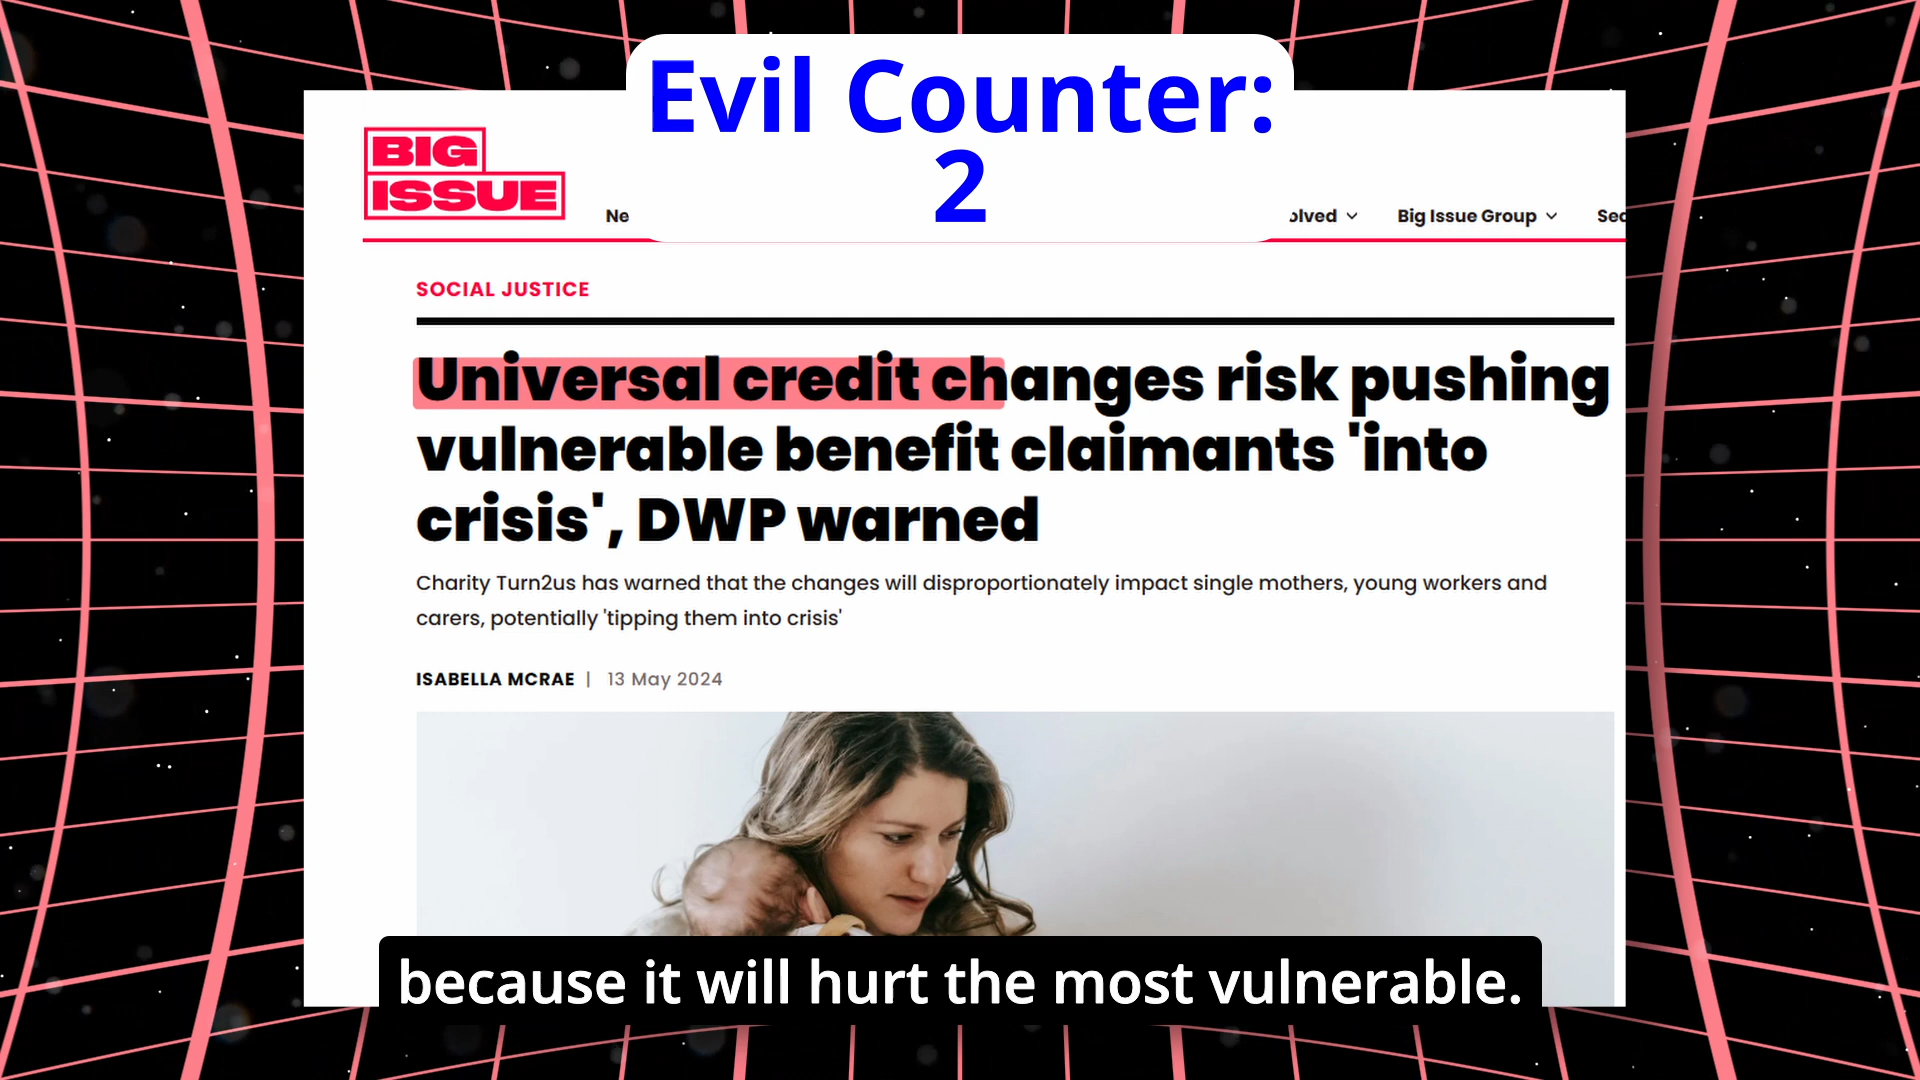 Evil Counter:
2
BIG
ISSUE
Ne
olved
Big Issue Group
Sec
SOCIAL JUSTICE
Universal credit changes risk pushing
vulnerable benefit claimants 'into
crisis', DWP warned
Charity Turn2us has warned that the changes will disproportionately impact single mothers, young workers and
carers, potentially 'tipping them into crisis'
ISABELLA MCRAE | 13 May 2024
because it will hurt the most vulnerable.